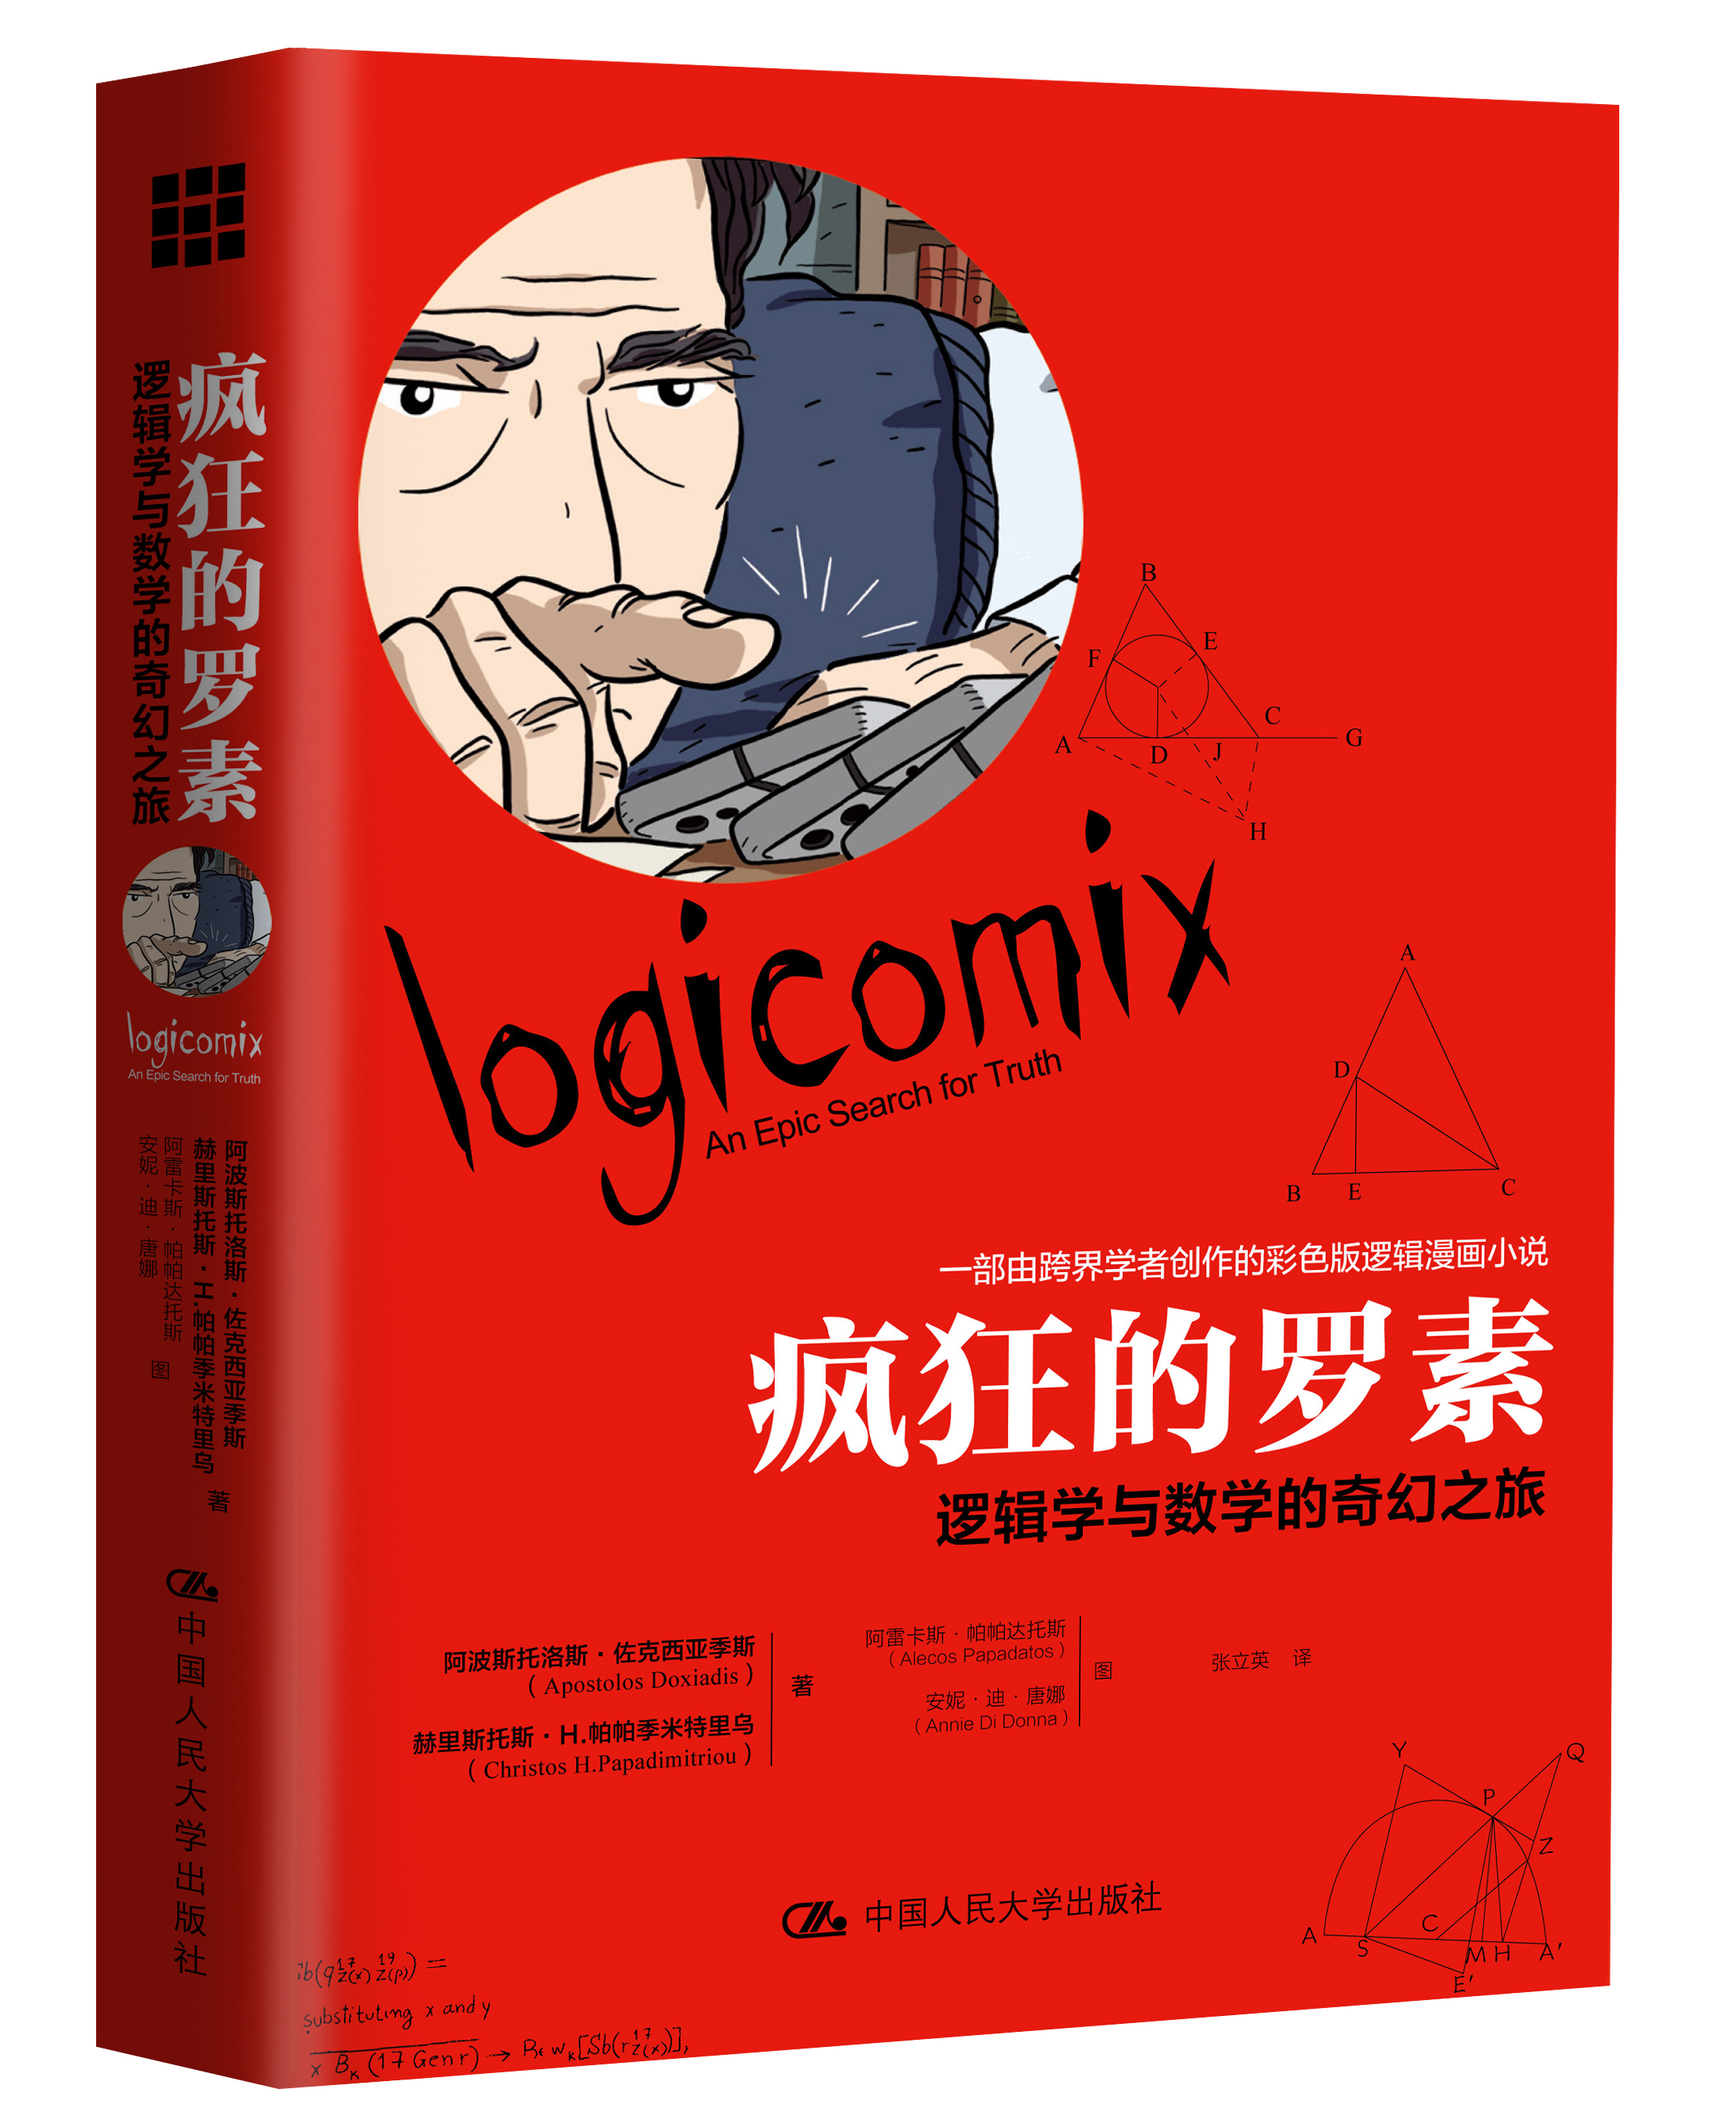 疯狂的罗素
逻辑学与数学的奇幻之旅
logicomix
An Epic Search for Truth
阿波斯托洛斯·佐克西亚季斯
赫里斯托斯·H.帕帕季米特里乌
著
阿雷卡斯·帕帕达托斯
安妮·迪·唐娜
图
中国人民大学出版社
B
E
F
C
A
D
J
G
H
logicomix
An Epic Search for Truth
A
D
B
E
C
一部由跨界学者创作的彩色版逻辑漫画小说
疯狂的罗素
逻辑学与数学的奇幻之旅
阿波斯托洛斯·佐克西亚季斯
（Apostolos Doxiadis）
赫里斯托斯·H.帕帕季米特里乌
（Christos H.Papadimitriou）
著
阿雷卡斯·帕帕达托斯
（Alecos Papadatos）
安妮·迪·唐娜
（Annie Di Donna）
图
张立英 译
Y
Q
P
Z
A
S
C
M H
A'
E'
中国人民大学出版社
Sb(q 17 19 Z(x) Z(p)) =
substituting x and y
x Bκ (17 Gen r) →
[Sb(r 17 Z(x))],